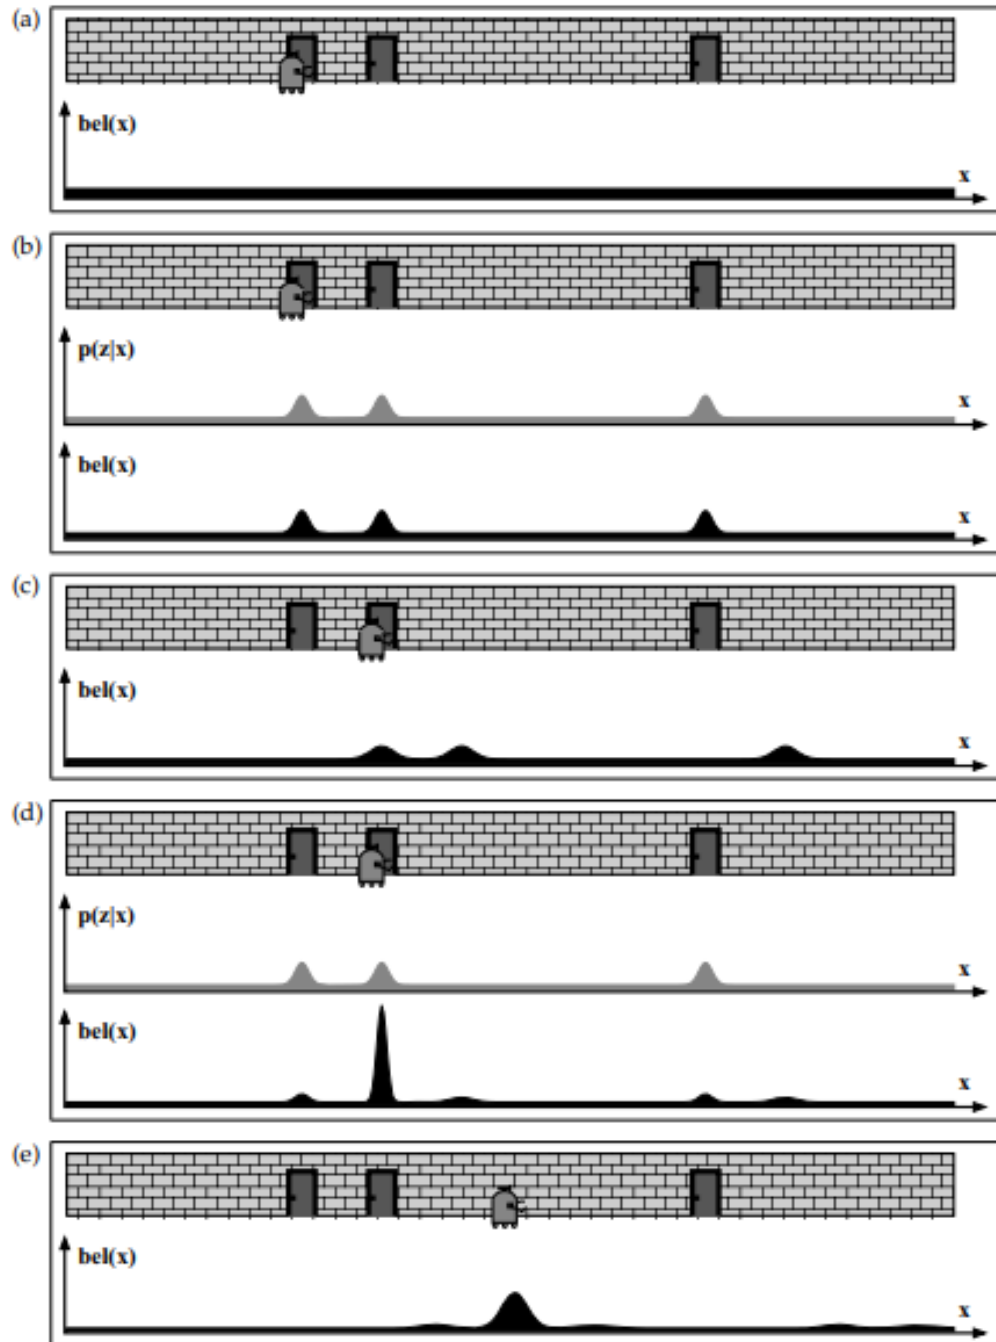 (a)
bel(x)
x
(b)
p(z|x)
x
bel(x)
x
(c)
bel(x)
x
(d)
p(z|x)
x
bel(x)
x
(e)
bel(x)
x